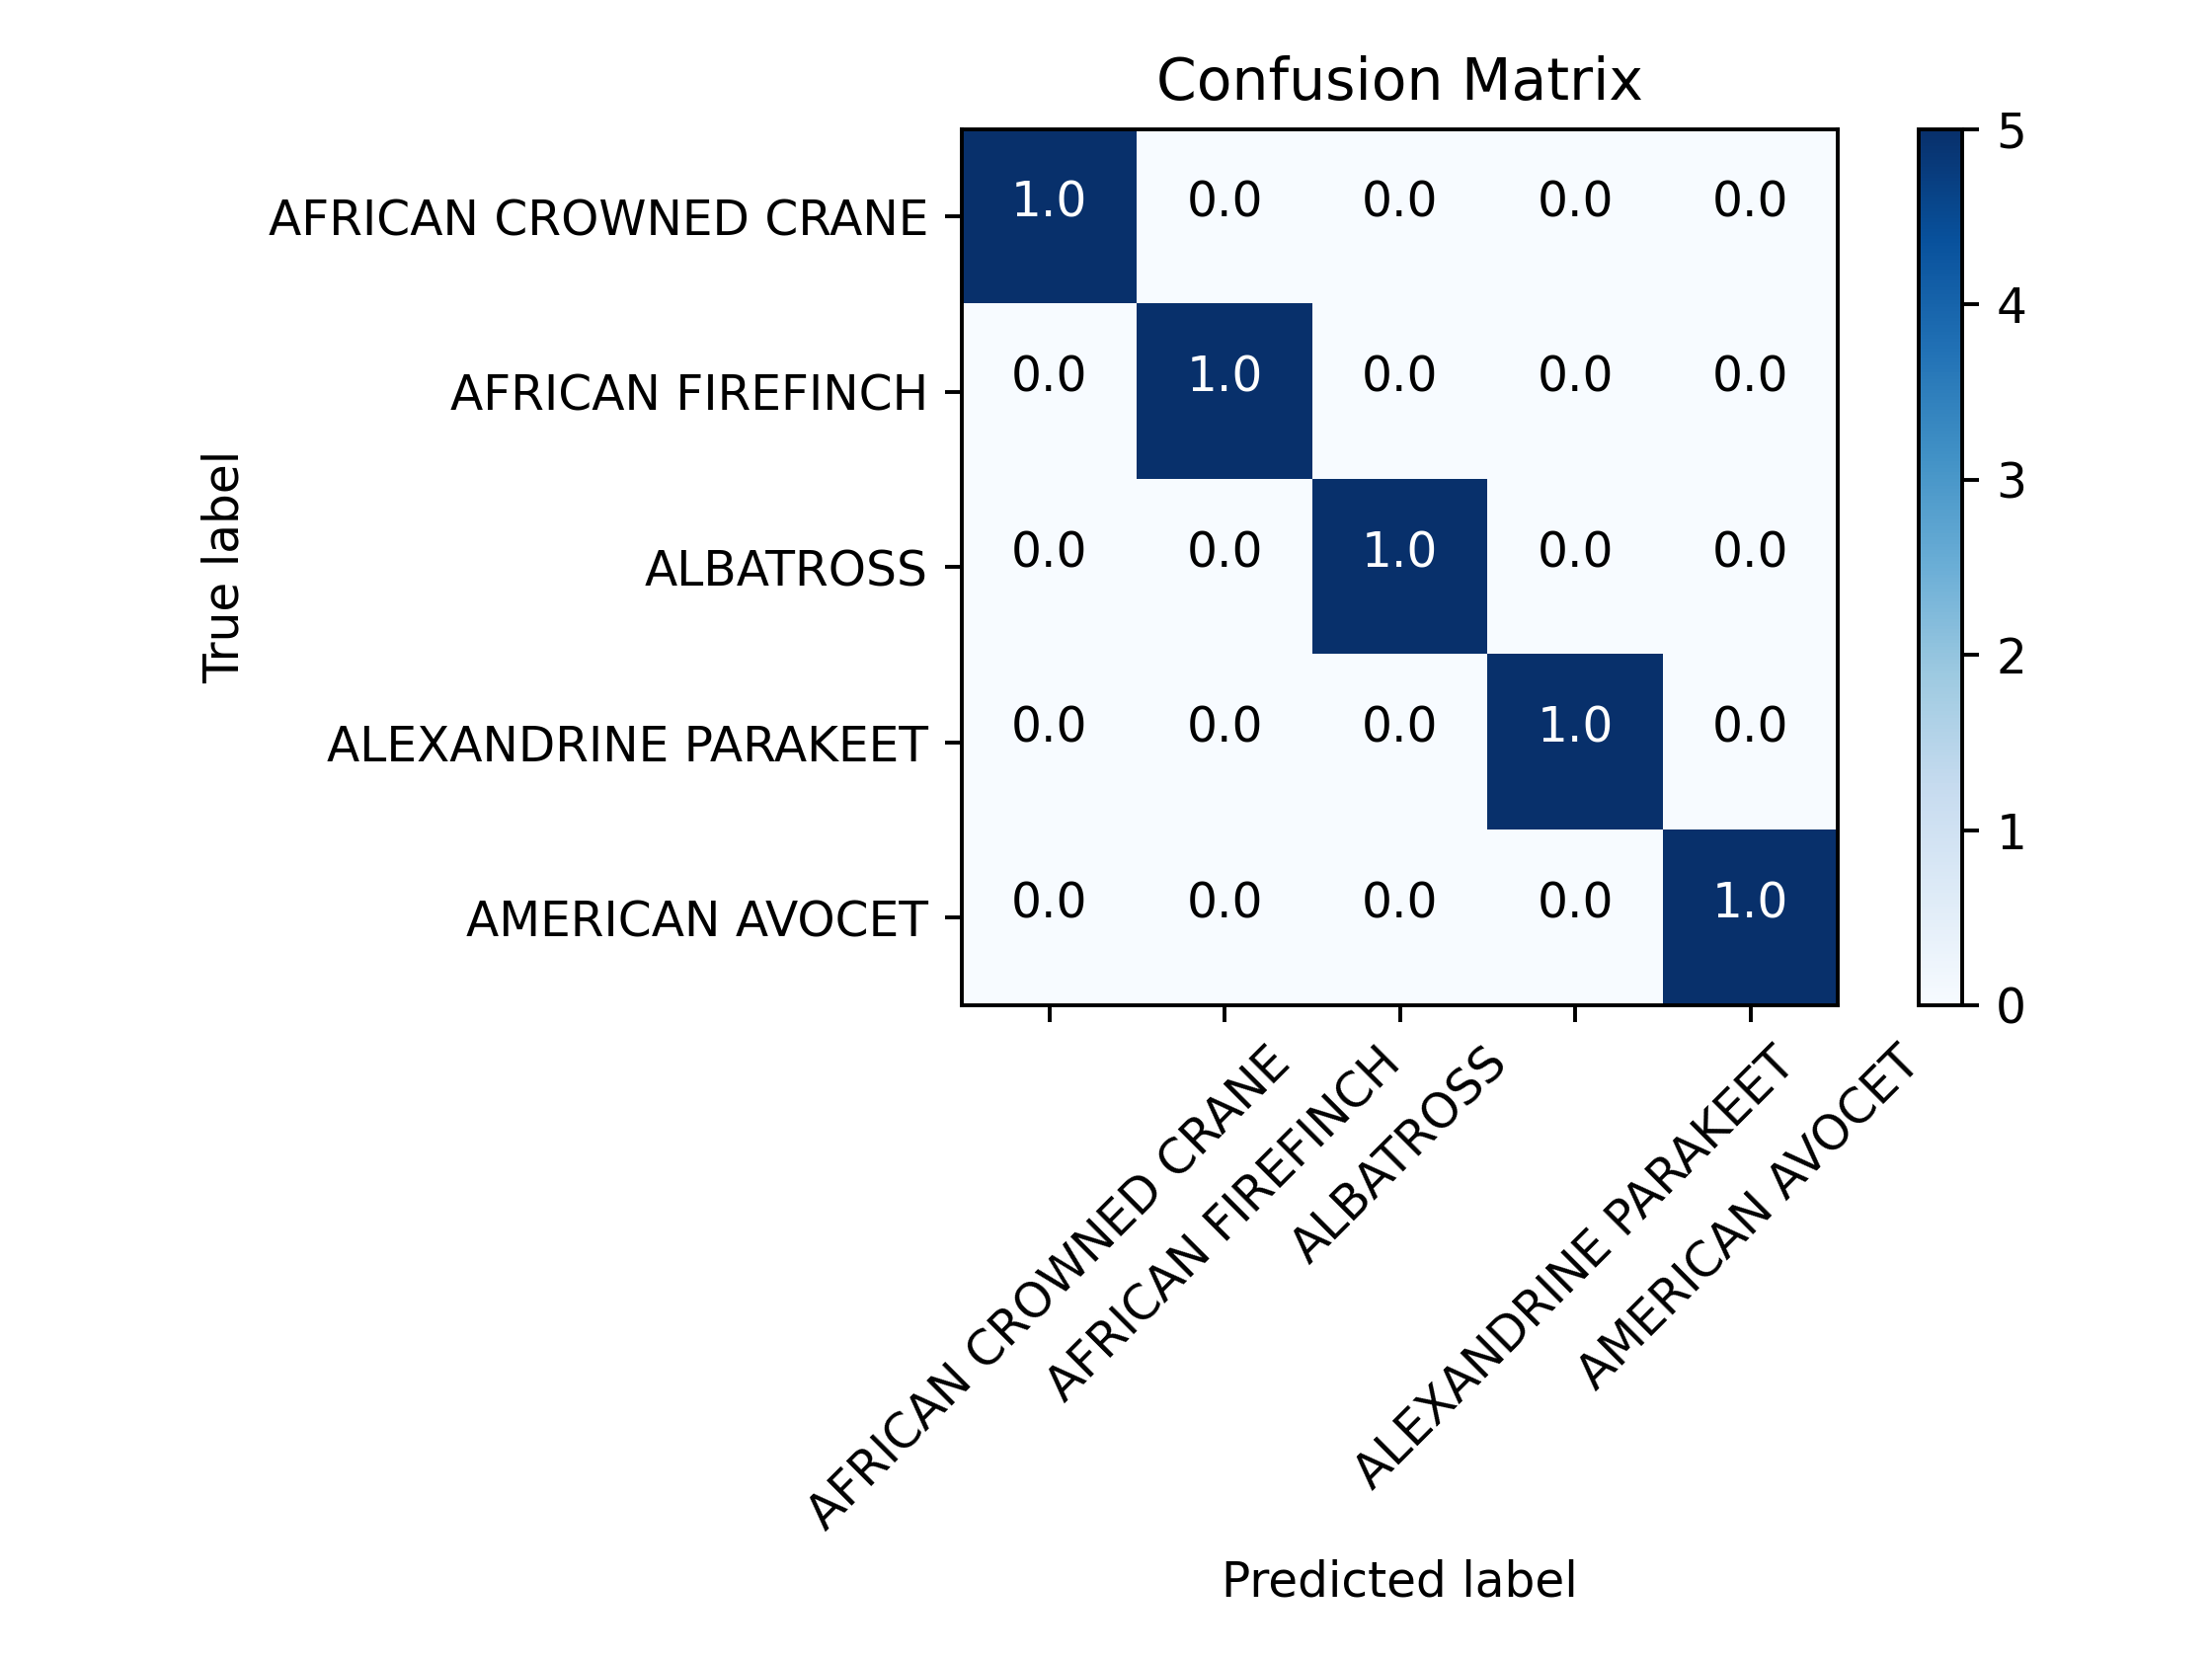 Confusion Matrix
AFRICAN CROWNED CRANE 1.0 0.0 0.0 0.0 0.0
AFRICAN FIREFINCH 0.0 1.0 0.0 0.0 0.0
ALBATROSS 0.0 0.0 1.0 0.0 0.0
ALEXANDRINE PARAKEET 0.0 0.0 0.0 1.0 0.0
AMERICAN AVOCET 0.0 0.0 0.0 0.0 1.0
True label
5
4
3
2
1
0
AFRICAN CROWNED CRANE
AFRICAN FIREFINCH
ALBATROSS
ALEXANDRINE PARAKEET
AMERICAN AVOCET
Predicted label